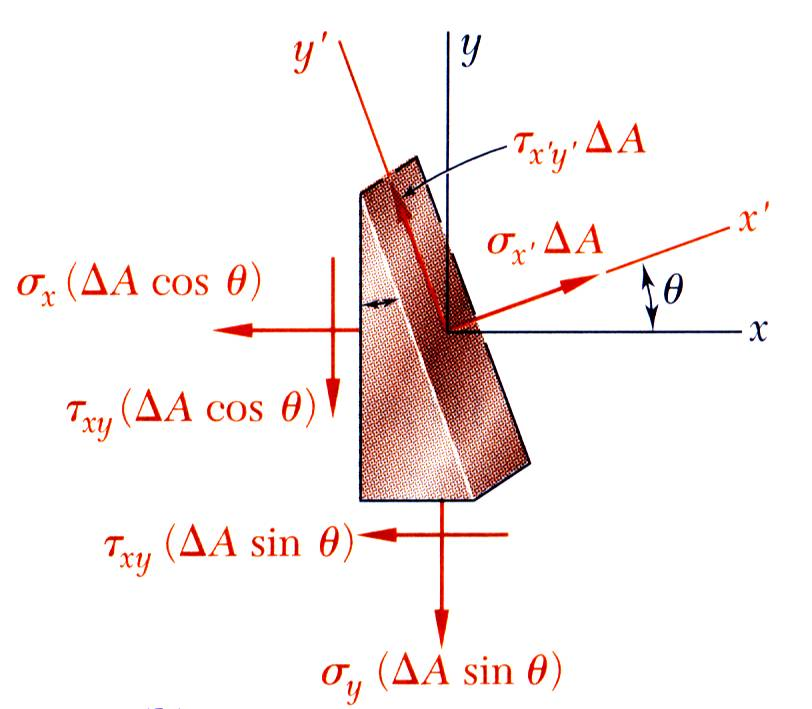 y′
y
τx′y′ ΔA
x′
σx′ ΔA
θ
σx (ΔA cos θ)
x
τxy (ΔA cos θ)
τxy (ΔA sin θ)
σy (ΔA sin θ)